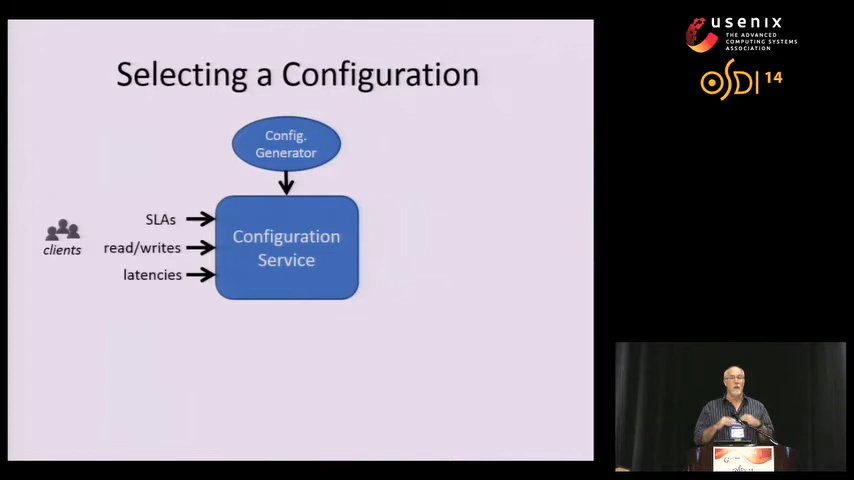 Selecting a Configuration
Config.
Generator
SLAs
read/writes
latencies
clients
Configuration
Service
usenix
THE ADVANCED
COMPUTING SYSTEMS
ASSOCIATION
OSDI 14